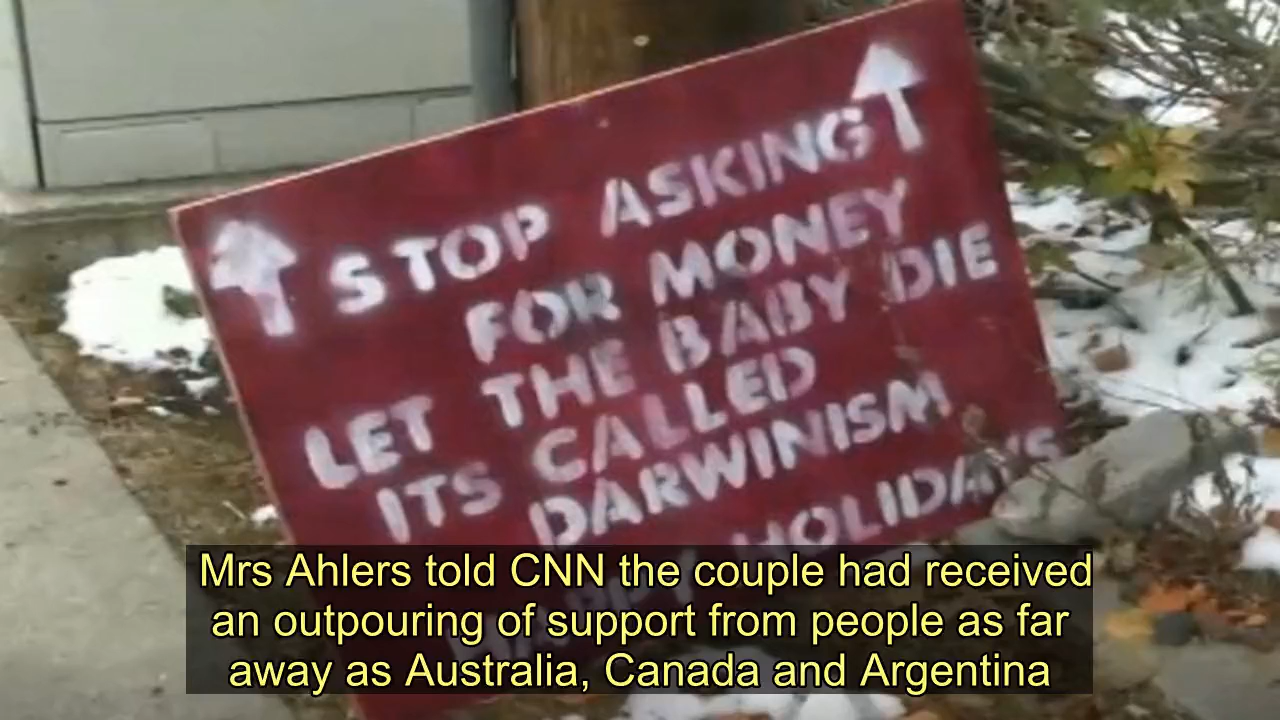 STOP ASKING
FOR MONEY
LET THE BABY DIE
ITS CALLED
DARWINISM
HOLIDAYS
Mrs Ahlers told CNN the couple had received
an outpouring of support from people as far
away as Australia, Canada and Argentina